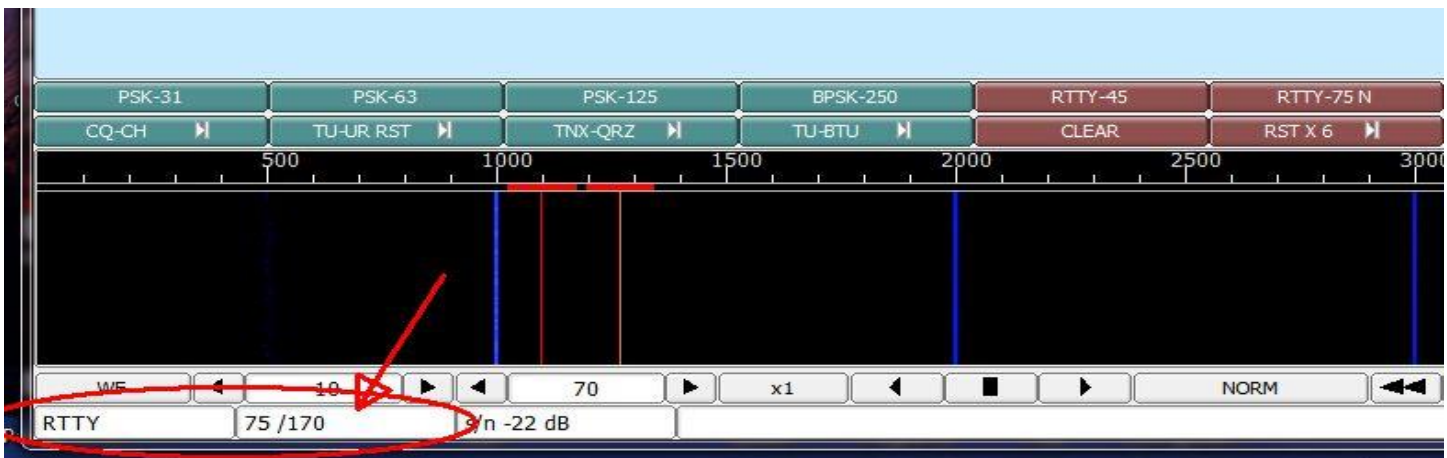 PSK-31 PSK-63 PSK-125 BPSK-250 RTTY-45 RTTY-75 N
CQ-CH TU-UR RST TNX-QRZ TU-BTU CLEAR RST X 6
500 1000 1500 2000 2500 3000
WF -10 70 x1 NORM
RTTY 75 /170 s/n -22 dB